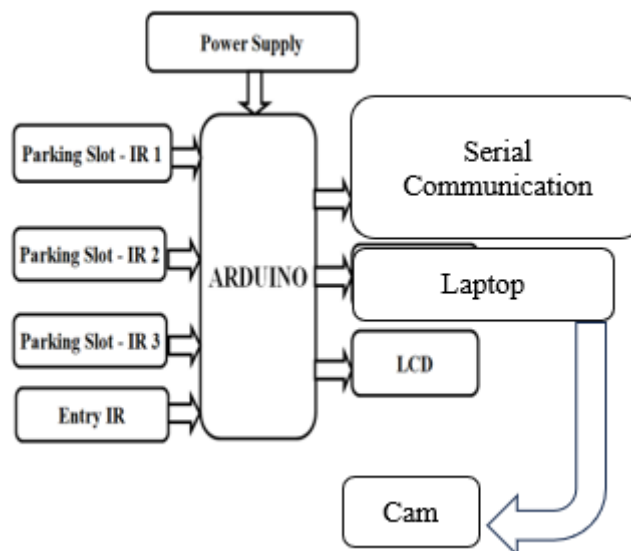 Power Supply
Parking Slot - IR 1
Serial
Communication
Parking Slot - IR 2
ARDUINO
Laptop
Parking Slot - IR 3
LCD
Entry IR
Cam